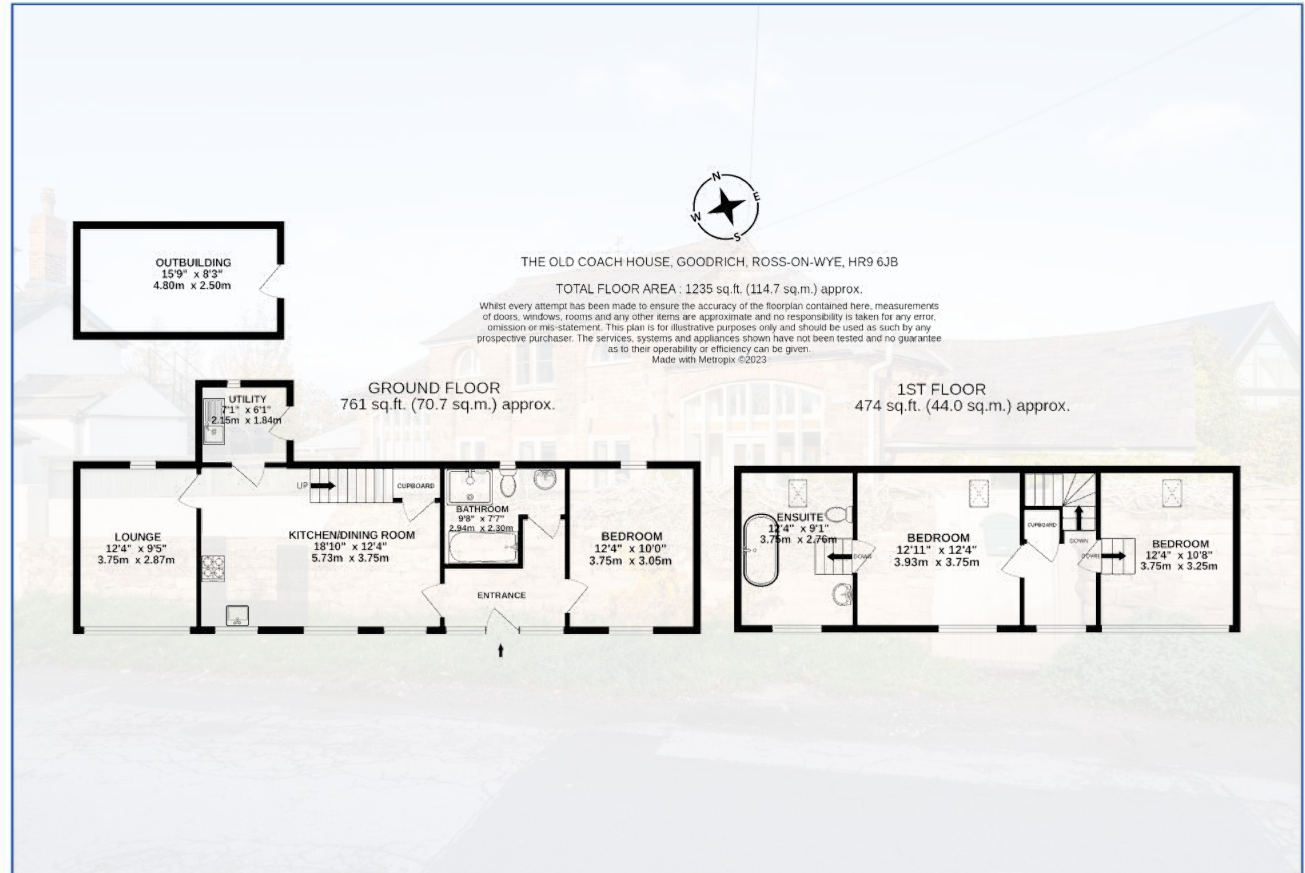 N
E
W
S
THE OLD COACH HOUSE, GOODRICH, ROSS-ON-WYE, HR9 6JB
TOTAL FLOOR AREA : 1235 sq.ft. (114.7 sq.m.) approx.
Whilst every attempt has been made to ensure the accuracy of the floorplan contained here, measurements
of doors, windows, rooms and any other items are approximate and no responsibility is taken for any error,
omission or mis-statement. This plan is for illustrative purposes only and should be used as such by any
prospective purchaser. The services, systems and appliances shown have not been tested and no guarantee
as to their operability or efficiency can be given.
Made with Metropix ©2023
OUTBUILDING
15'9" x 8'3"
4.80m x 2.50m
GROUND FLOOR
761 sq.ft. (70.7 sq.m.) approx.
UTILITY
7'1" x 6'1"
2.15m x 1.84m
LOUNGE
12'4" x 9'5"
3.75m x 2.87m
UP
CUPBOARD
KITCHEN/DINING ROOM
18'10" x 12'4"
5.73m x 3.75m
BATHROOM
9'8" x 7'7"
2.94m x 2.30m
ENTRANCE
BEDROOM
12'4" x 10'0"
3.75m x 3.05m
1ST FLOOR
474 sq.ft. (44.0 sq.m.) approx.
ENSUITE
12'4" x 9'1"
3.75m x 2.76m
DOWN
BEDROOM
12'11" x 12'4"
3.93m x 3.75m
CUPBOARD
DOWN
DOWN
BEDROOM
12'4" x 10'8"
3.75m x 3.25m